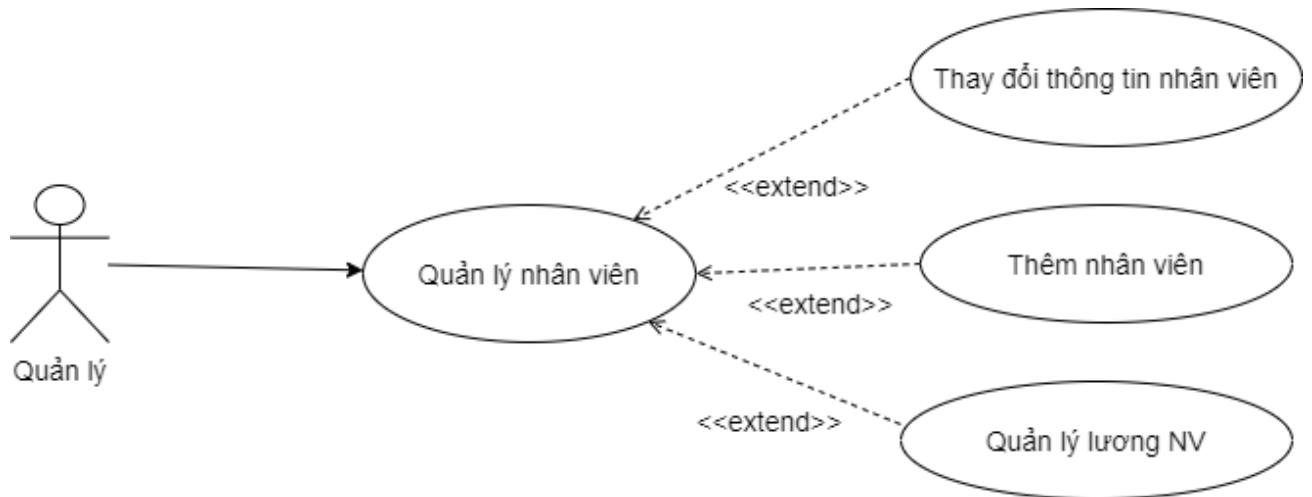 Thay đổi thông tin nhân viên
<<extend>>
Quản lý nhân viên
Thêm nhân viên
<<extend>>
Quản lý
<<extend>>
Quản lý lương NV